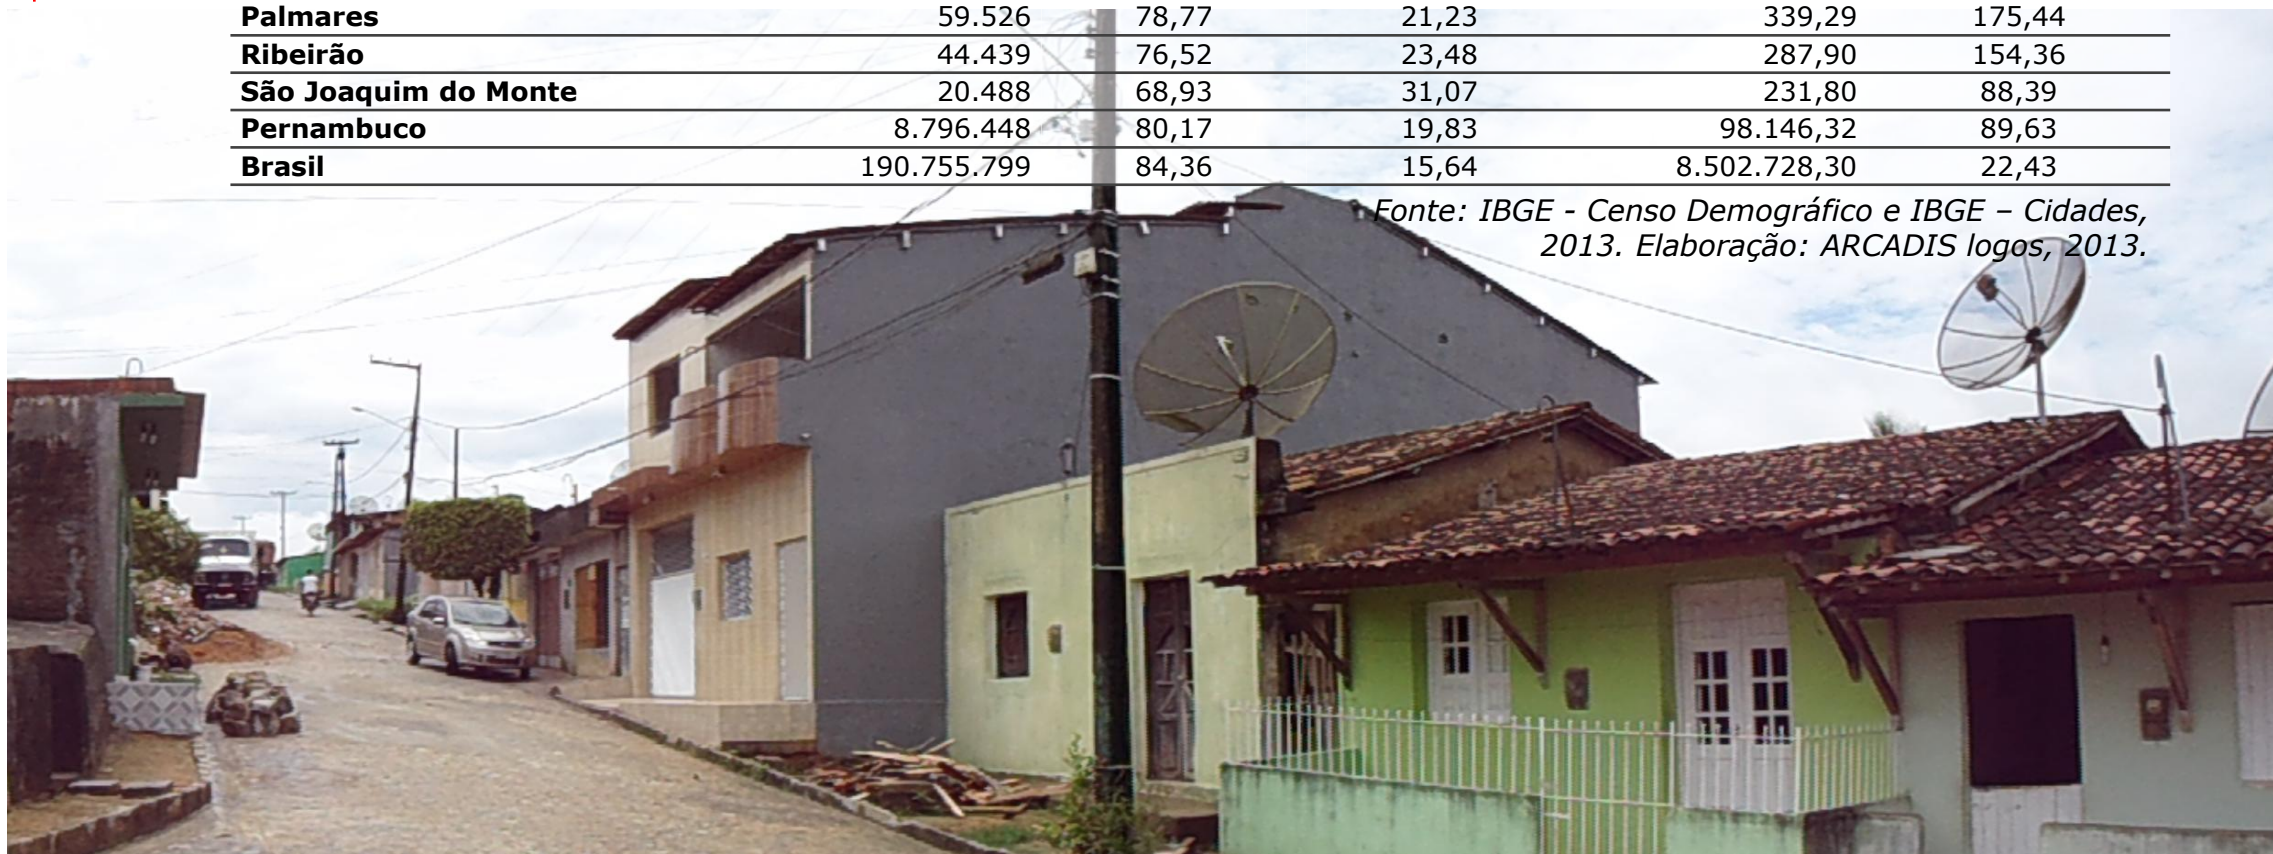 Palmares 59.526 78,77 21,23 339,29 175,44
Ribeirão 44.439 76,52 23,48 287,90 154,36
São Joaquim do Monte 20.488 68,93 31,07 231,80 88,39
Pernambuco 8.796.448 80,17 19,83 98.146,32 89,63
Brasil 190.755.799 84,36 15,64 8.502.728,30 22,43
Fonte: IBGE - Censo Demográfico e IBGE – Cidades,
2013. Elaboração: ARCADIS logos, 2013.